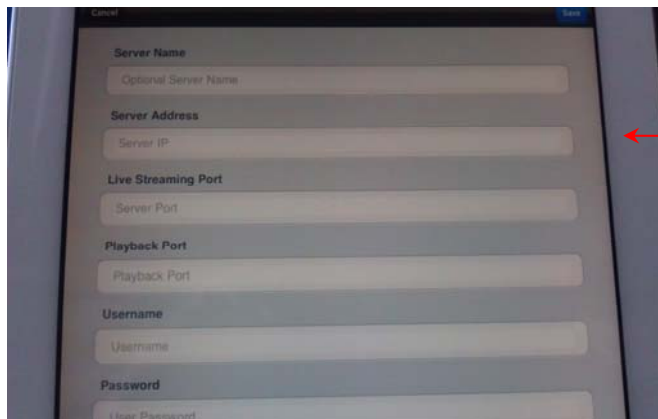 Cancel Save
Server Name
Optional Server Name
Server Address
Server IP
Live Streaming Port
Server Port
Playback Port
Playback Port
Username
Username
Password
User Password